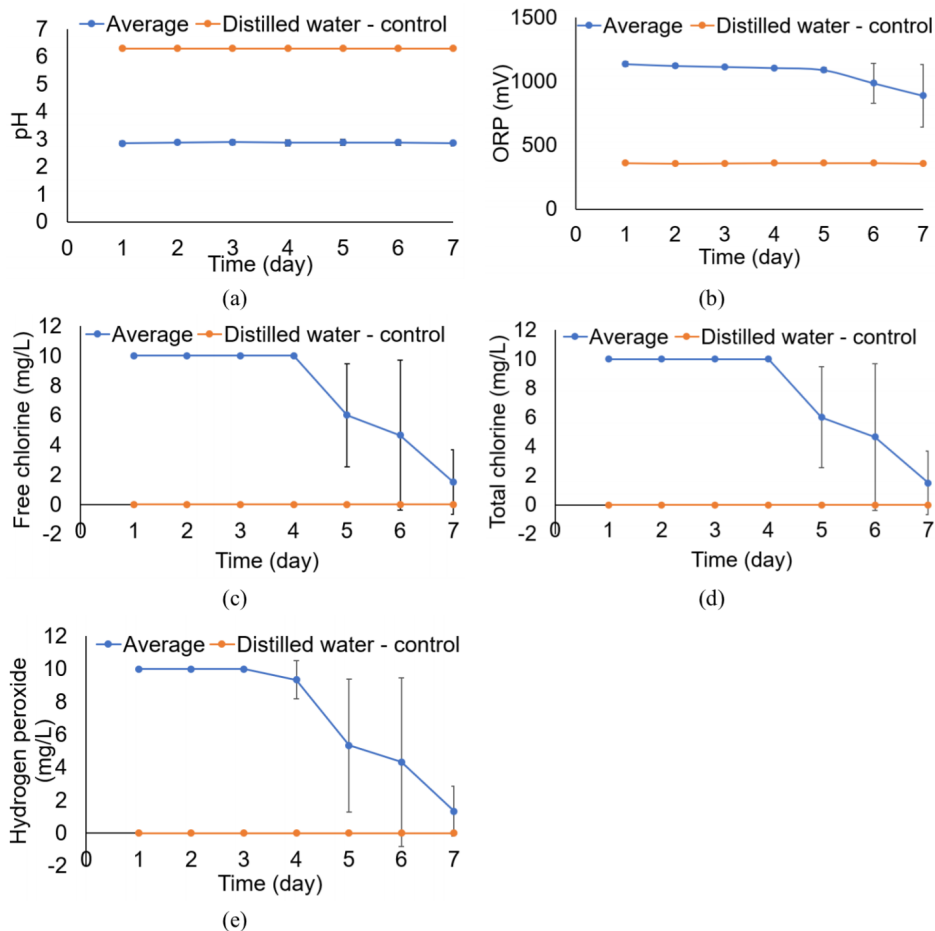 Average Distilled water - control
7
6
5
4
3
2
1
0
pH
0 1 2 3 4 5 6 7
Time (day)
(a)
Average Distilled water - control
1500
1000
500
0
ORP (mV)
0 1 2 3 4 5 6 7
Time (day)
(b)
Average Distilled water - control
12
10
8
6
4
2
0
-2
Free chlorine (mg/L)
0 1 2 3 4 5 6 7
Time (day)
(c)
Average Distilled water - control
12
10
8
6
4
2
0
-2
Total chlorine (mg/L)
0 1 2 3 4 5 6 7
Time (day)
(d)
Average Distilled water - control
12
10
8
6
4
2
0
-2
Hydrogen peroxide
(mg/L)
0 1 2 3 4 5 6 7
Time (day)
(e)